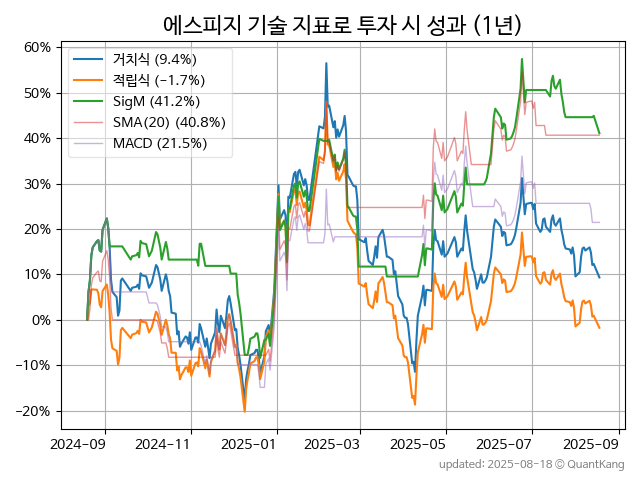 에스피지 기술 지표로 투자 시 성과 (1년)
60%
50%
40%
30%
20%
10%
0%
−10%
−20%
거치식 (9.4%)
적립식 (−1.7%)
SigM (41.2%)
SMA(20) (40.8%)
MACD (21.5%)
2024-09
2024-11
2025-01
2025-03
2025-05
2025-07
2025-09
updated: 2025-08-18 © QuantKang